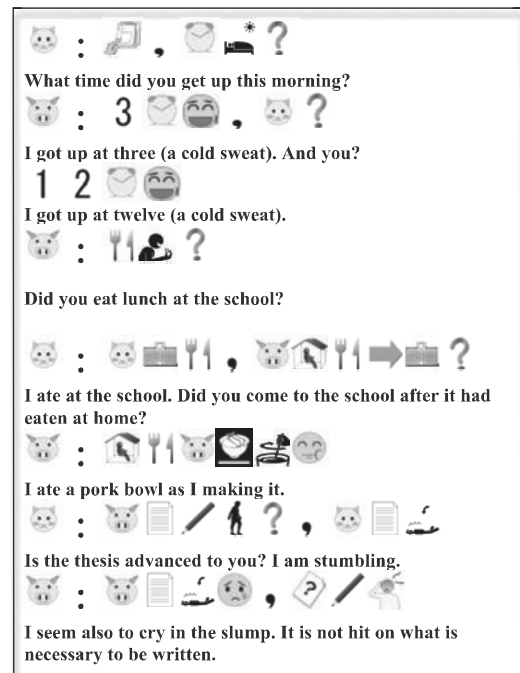 : , ?
What time did you get up this morning?
: 3 , ?
I got up at three (a cold sweat). And you?
1 2
I got up at twelve (a cold sweat).
: ?
Did you eat lunch at the school?
: , ?
I ate at the school. Did you come to the school after it had
eaten at home?
:
I ate a pork bowl as I making it.
: ? ,
Is the thesis advanced to you? I am stumbling.
: , ?
I seem also to cry in the slump. It is not hit on what is
necessary to be written.